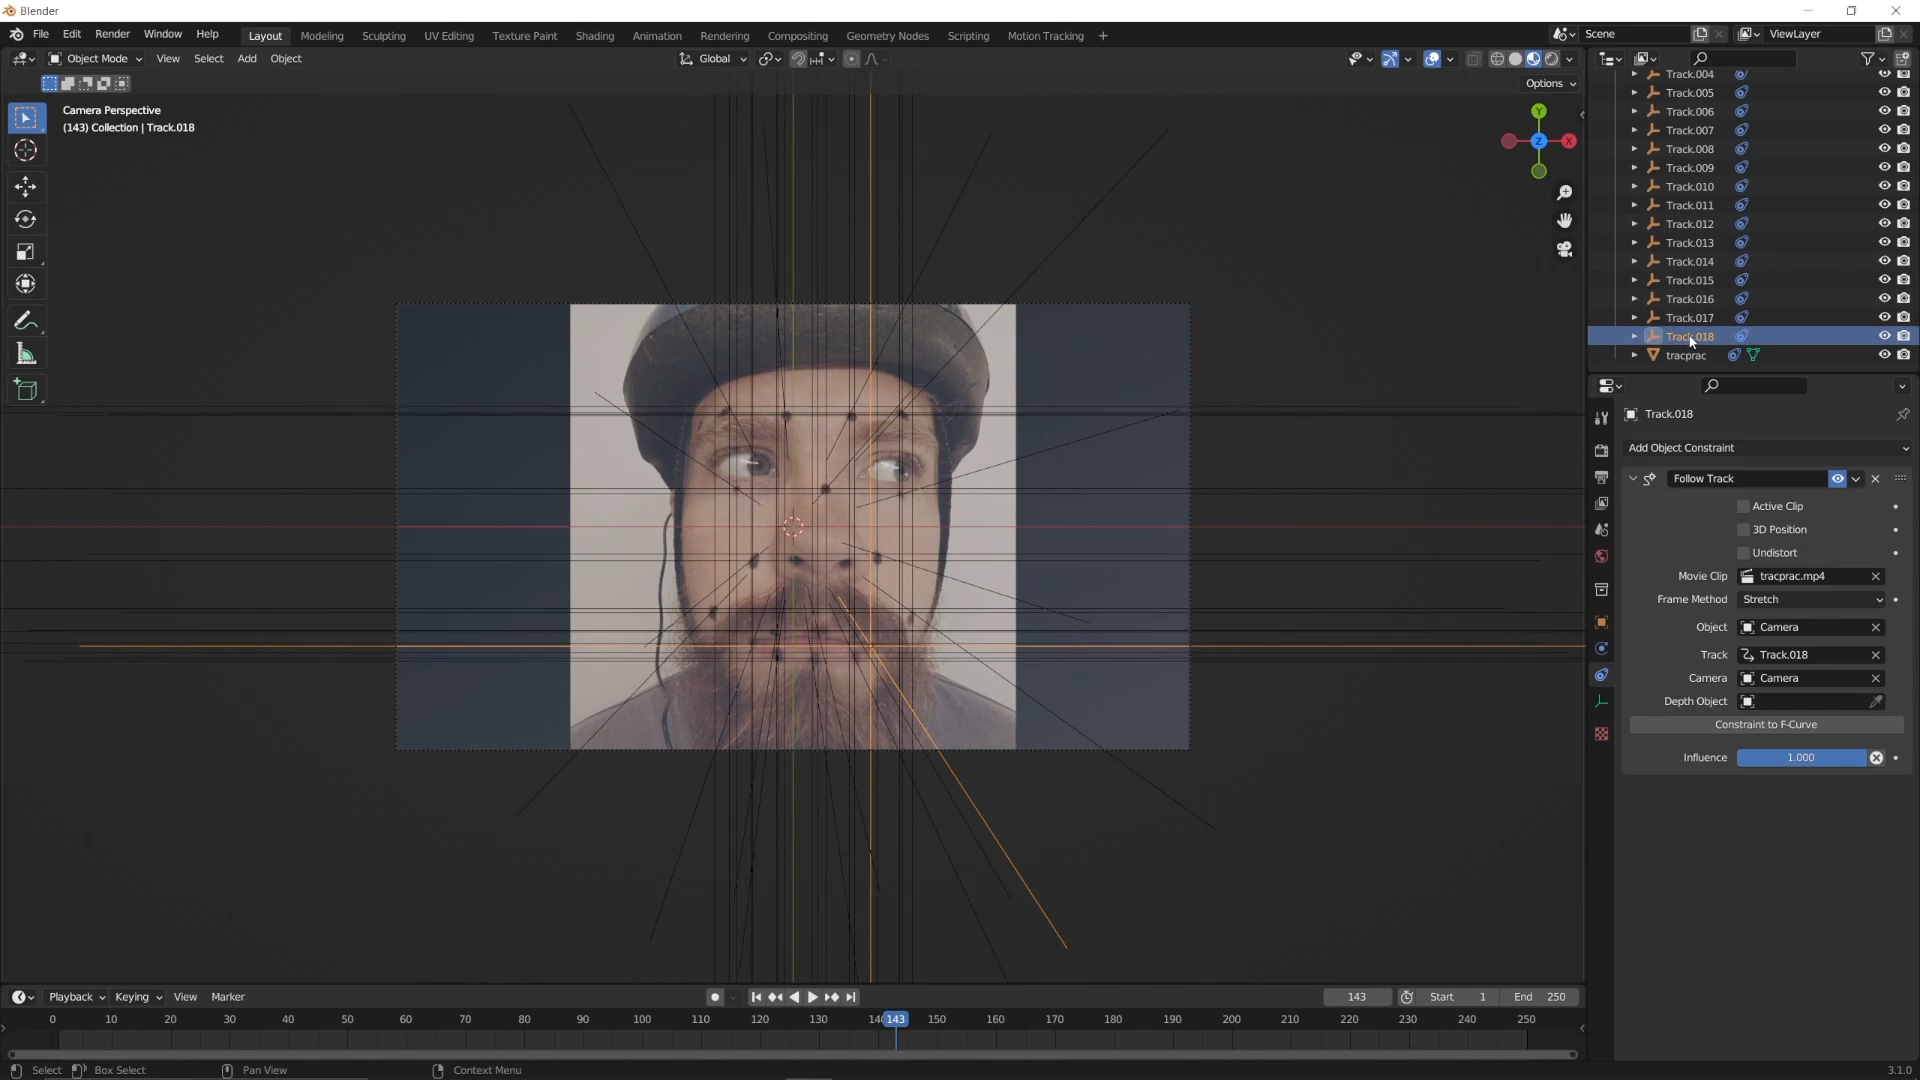 Blender
File Edit Render Window Help Layout Modeling Sculpting UV Editing Texture Paint Shading Animation Rendering Compositing Geometry Nodes Scripting Motion Tracking + Scene ViewLayer
Object Mode View Select Add Object Global
Options
Camera Perspective
(143) Collection | Track.018
Y
Z
X
Track.004
Track.005
Track.006
Track.007
Track.008
Track.009
Track.010
Track.011
Track.012
Track.013
Track.014
Track.015
Track.016
Track.017
Track.018
tracprac
Track.018
Add Object Constraint
Follow Track
Active Clip
3D Position
Undistort
Movie Clip tracprac.mp4
Frame Method Stretch
Object Camera
Track Track.018
Camera Camera
Depth Object
Constraint to F-Curve
Influence 1.000
Playback Keying View Marker 143 Start 1 End 250
0 10 20 30 40 50 60 70 80 90 100 110 120 130 140 143 150 160 170 180 190 200 210 220 230 240 250
Select Box Select Pan View Context Menu 3.1.0